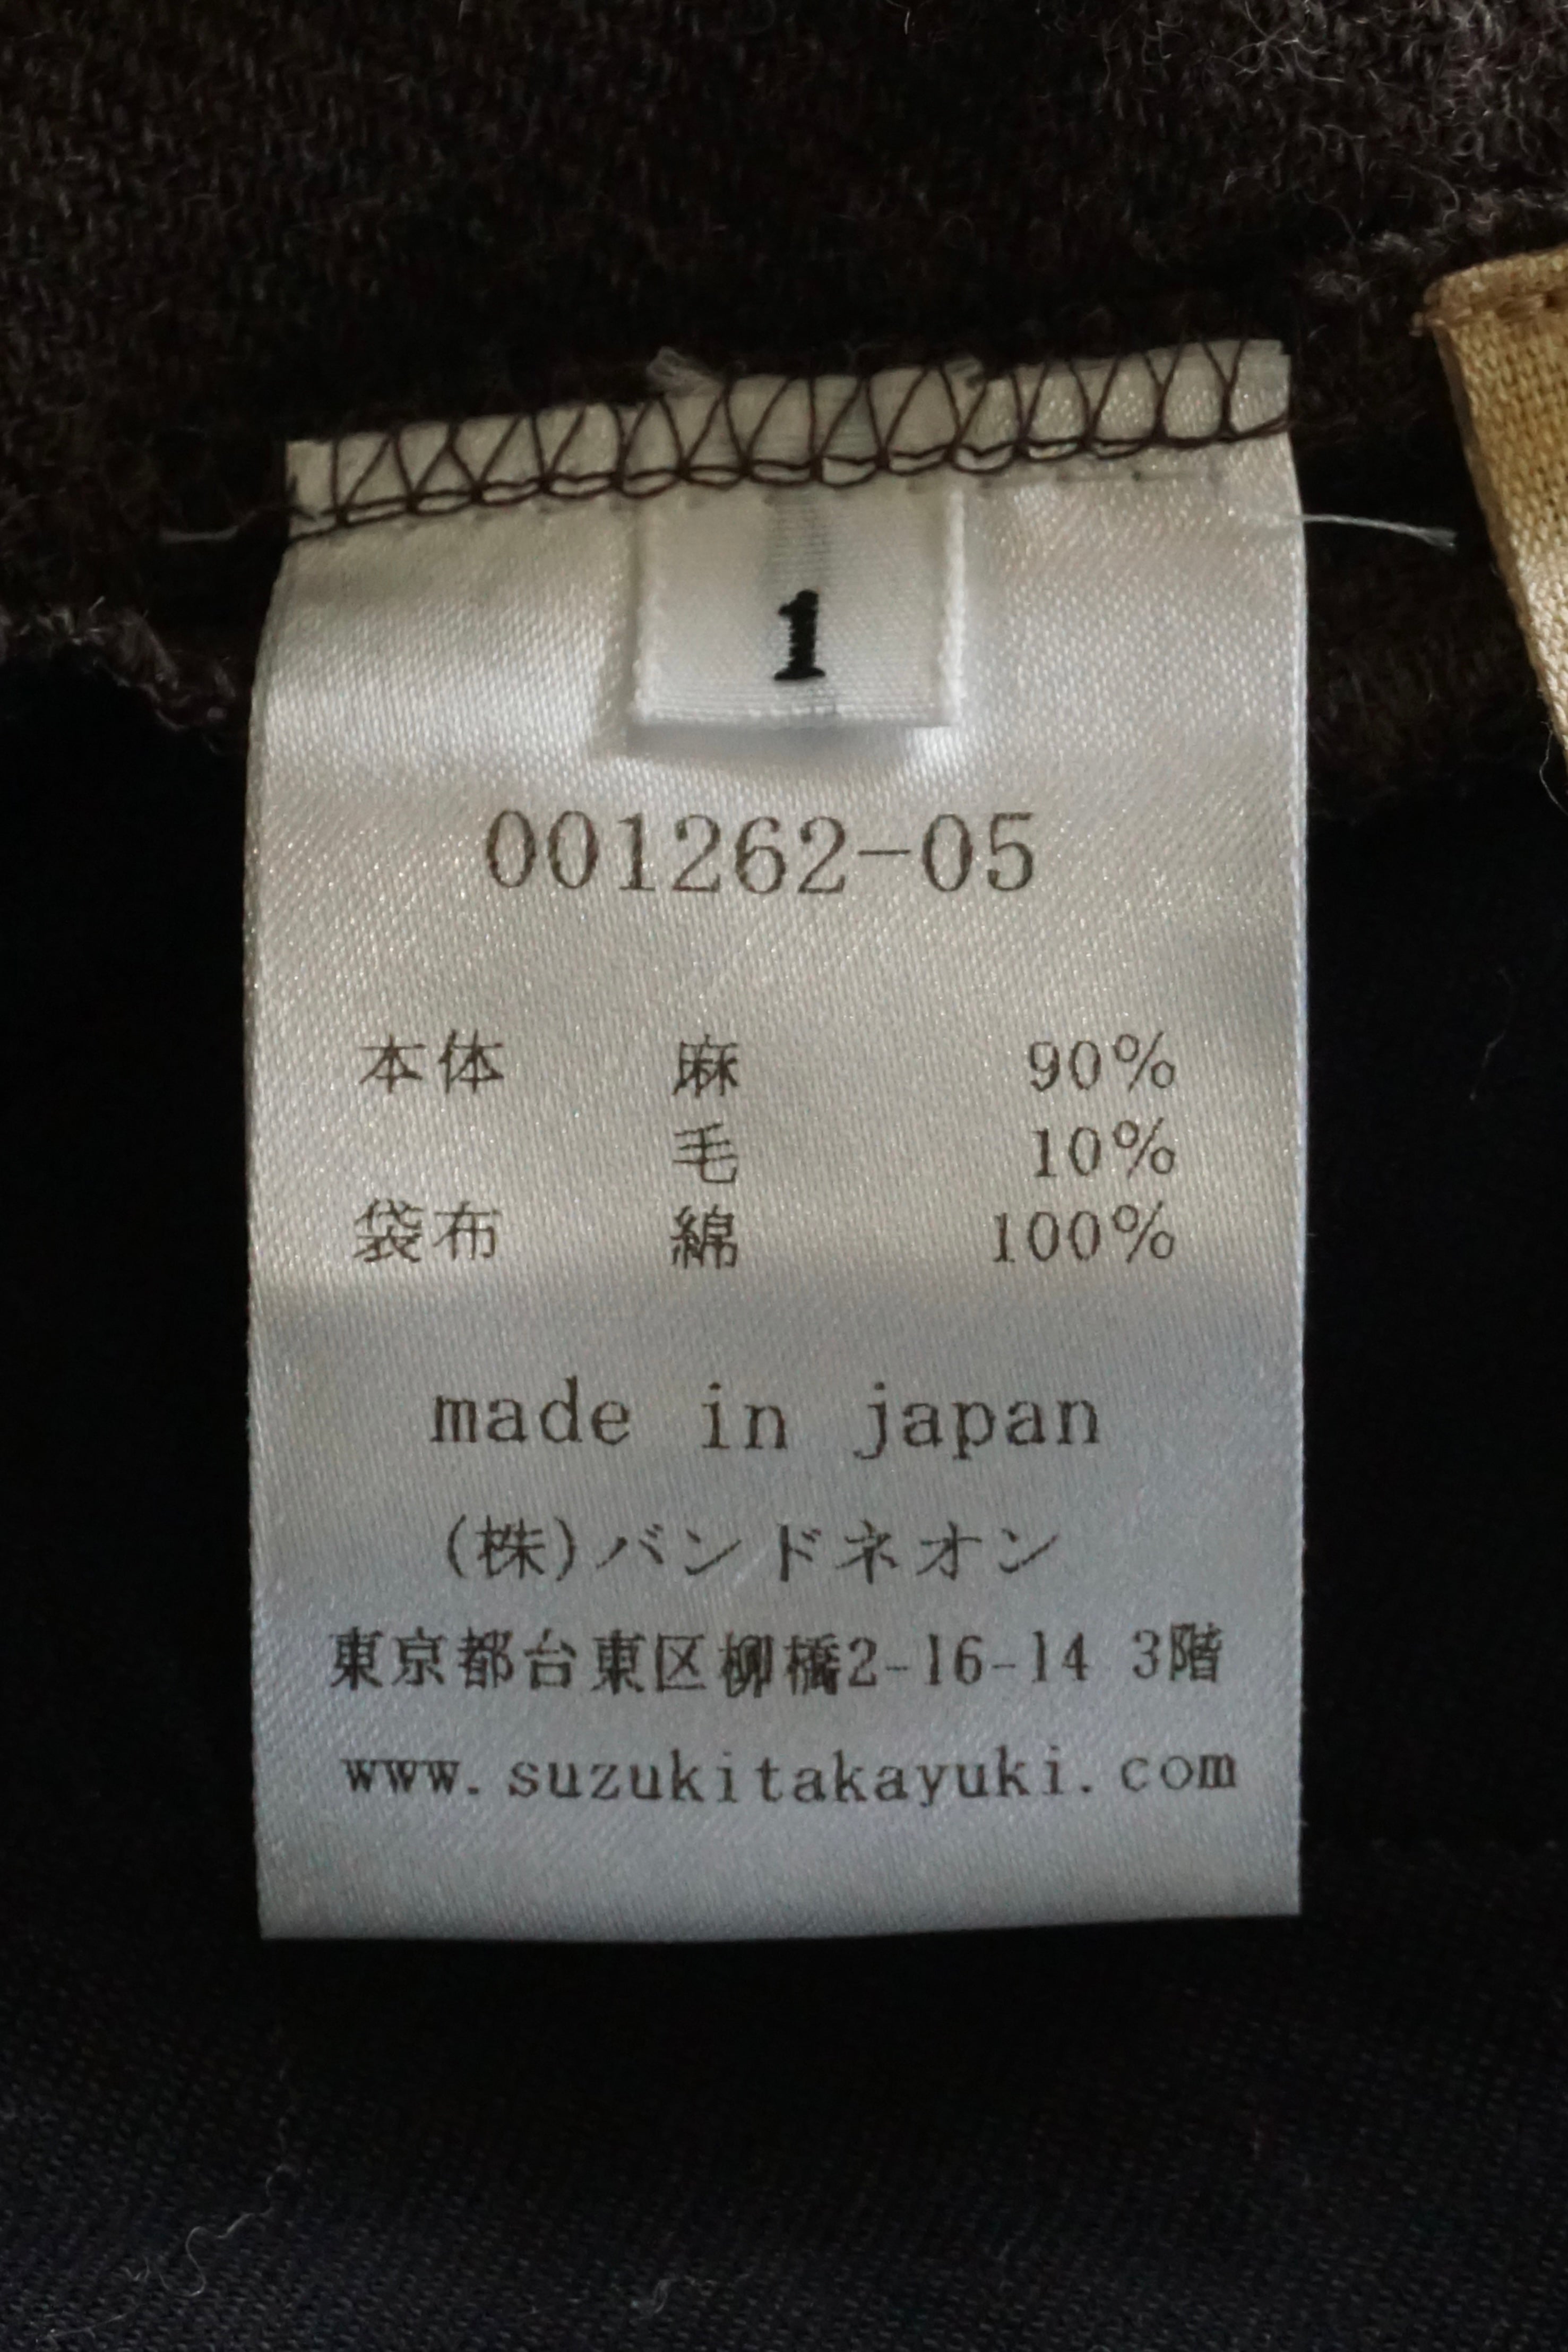 1
001262-05
本体 麻 90%
毛 10%
袋布 綿 100%
made in japan
(株)バンドネオン
東京都台東区柳橋2-16-14 3階
www.suzukitakayuki.com